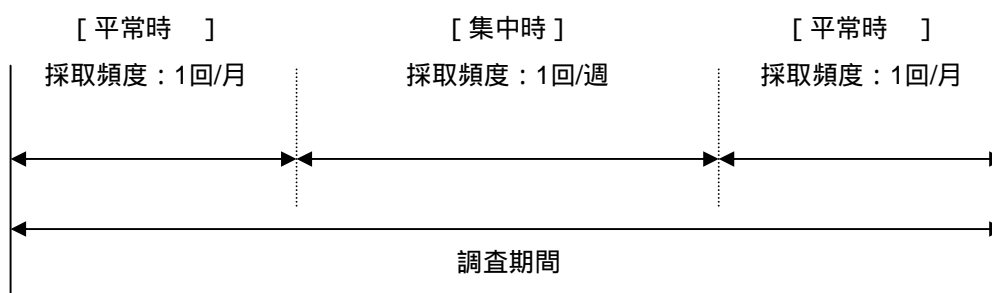 [ 平常時 ] [ 集中時 ] [ 平常時 ]
採取頻度：1回/月 採取頻度：1回/週 採取頻度：1回/月
調査期間